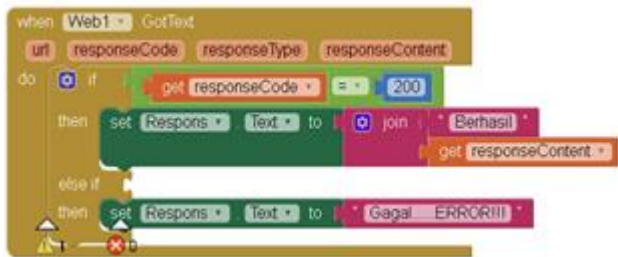 when Web1 . GotText
url responseCode responseType responseContent
do if get responseCode = 200
then set Respons . Text to join " Berhasil "
get responseContent
else if
then set Respons . Text to " Gagal ERROR!!! "
1 0